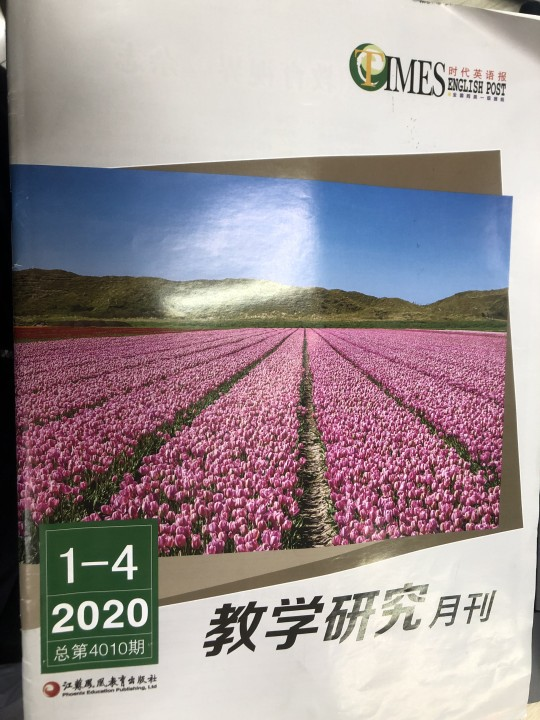 TIMES
时代英语报
ENGLISH POST
1-4
2020
总第4010期
教学研究 月刊
江苏凤凰教育出版社
Phoenix Education Publishing, Ltd